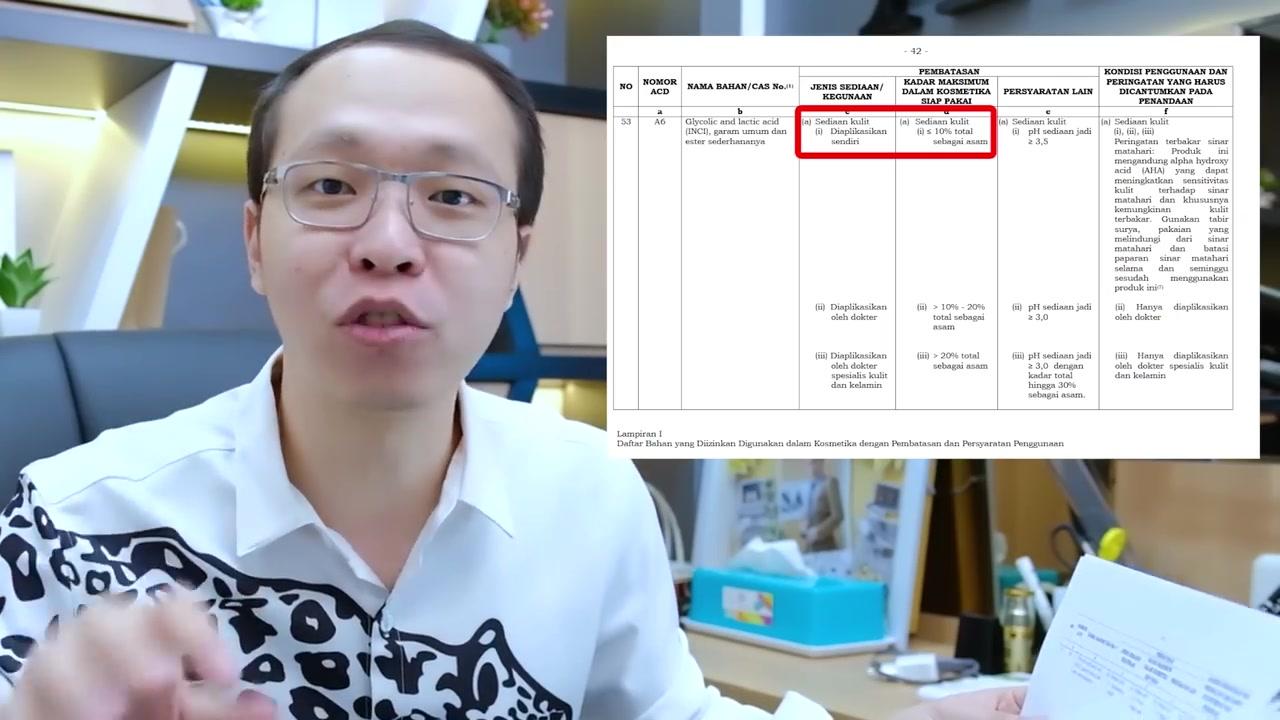 - 42 -
NO
NOMOR
ACD
NAMA BAHAN/CAS No.(1)
PEMBATASAN
JENIS SEDIAAN/
KEGUNAAN
KADAR MAKSIMUM
DALAM KOSMETIKA
SIAP PAKAI
PERSYARATAN LAIN
KONDISI PENGGUNAAN DAN
PERINGATAN YANG HARUS
DICANTUMKAN PADA
PENANDAAN
a
b
c
d
e
f
53
A6
Glycolic and lactic acid
(INCI), garam umum dan
ester sederhananya
(a) Sediaan kulit
(i) Diaplikasikan
sendiri
(a) Sediaan kulit
(i) ≤ 10% total
sebagai asam
(a) Sediaan kulit
(i) pH sediaan jadi
≥ 3,5
(a) Sediaan kulit
(i), (ii), (iii)
Peringatan terbakar sinar
matahari: Produk ini
mengandung alpha hydroxy
acid (AHA) yang dapat
meningkatkan sensitivitas
kulit terhadap sinar
matahari dan khususnya
kemungkinan kulit
terbakar. Gunakan tabir
surya, pakaian yang
melindungi dari sinar
matahari dan batasi
paparan sinar matahari
selama dan seminggu
sesudah menggunakan
produk ini(7)
(ii) Diaplikasikan
oleh dokter
(ii) > 10% - 20%
total sebagai
asam
(ii) pH sediaan jadi
≥ 3,0
(ii) Hanya diaplikasikan
oleh dokter
(iii) Diaplikasikan
oleh dokter
spesialis kulit
dan kelamin
(iii) > 20% total
sebagai asam
(iii) pH sediaan jadi
≥ 3,0 dengan
kadar total
hingga 30%
sebagai asam.
(iii) Hanya diaplikasikan
oleh dokter spesialis kulit
dan kelamin
Lampiran I
Daftar Bahan yang Diizinkan Digunakan dalam Kosmetika dengan Pembatasan dan Persyaratan Penggunaan